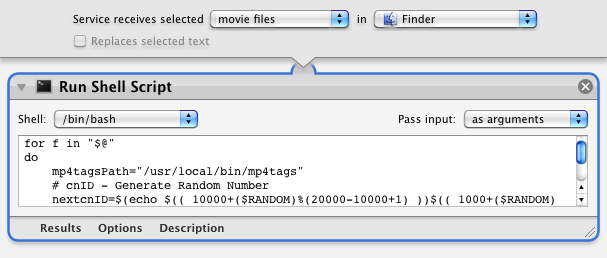 Service receives selected movie files in Finder
Replaces selected text
Run Shell Script
Shell: /bin/bash Pass input: as arguments
for f in "$@"
do
    mp4tagsPath="/usr/local/bin/mp4tags"
    # cnID - Generate Random Number
    nextcnID=$(echo $(( 10000+($RANDOM)%(20000-10000+1) ))$(( 1000+($RANDOM)
Results Options Description